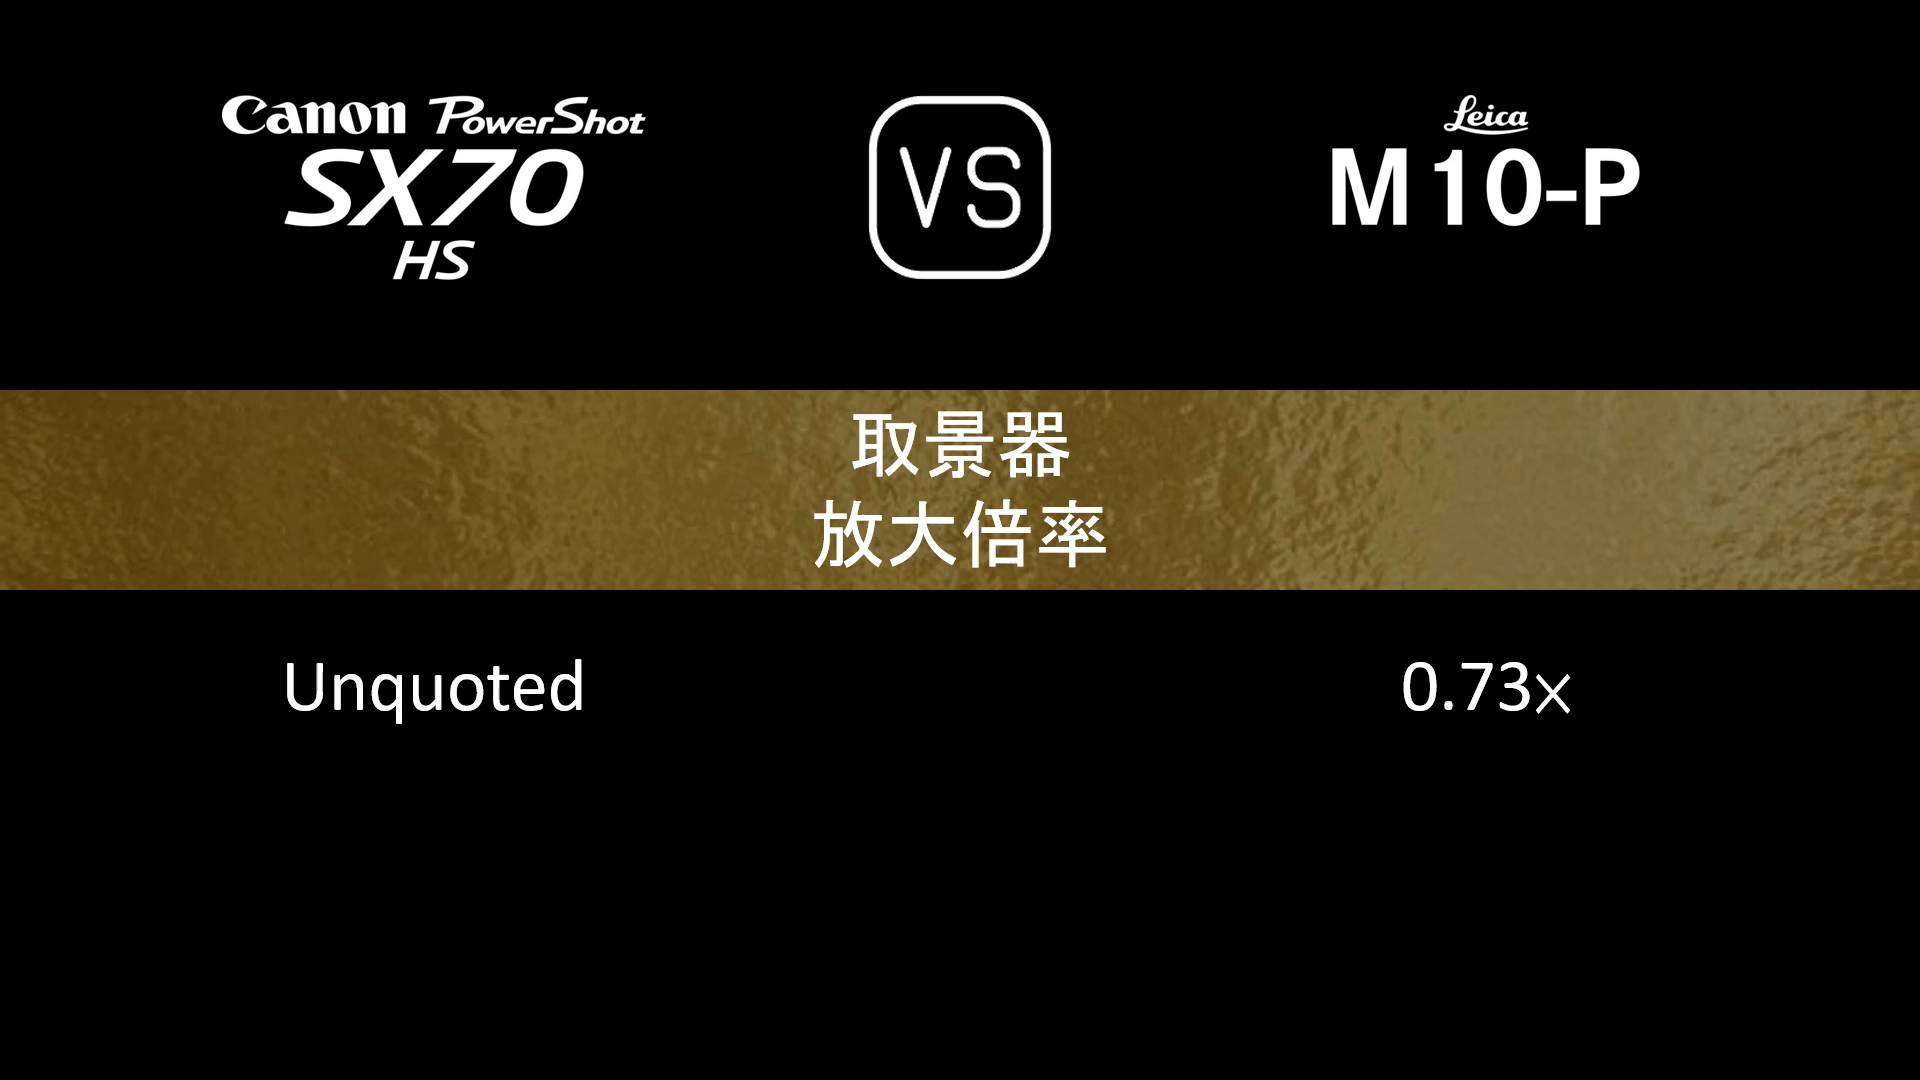 Canon PowerShot
SX70
HS
VS
Leica
M10-P
取景器
放大倍率
Unquoted
0.73x